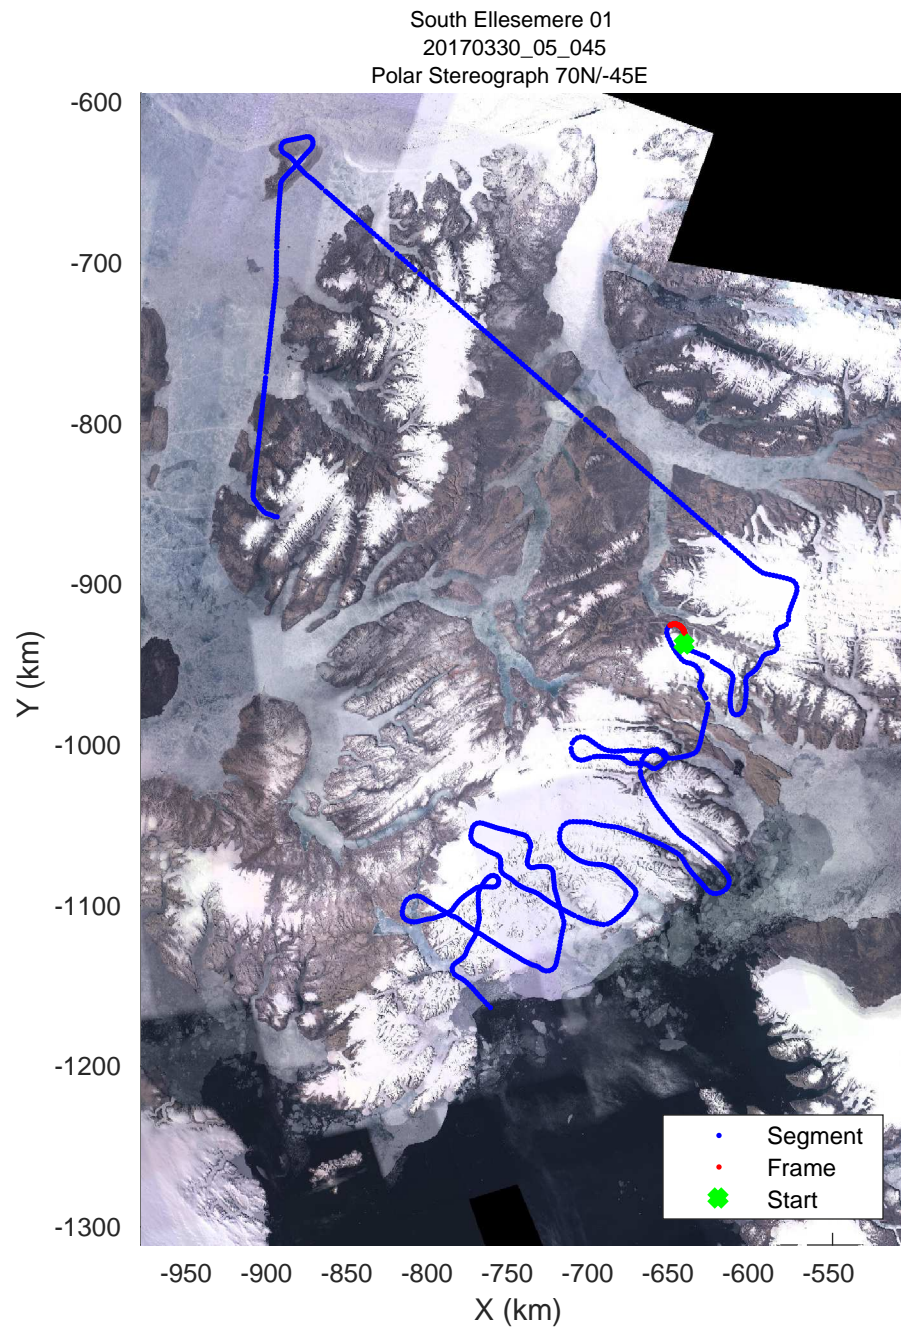 South Ellesemere 01
20170330_05_045
Polar Stereograph 70N/-45E
-600
-700
-800
-900
-1000
-1100
-1200
-1300
Y (km)
Segment
Frame
Start
-950 -900 -850 -800 -750 -700 -650 -600 -550
X (km)